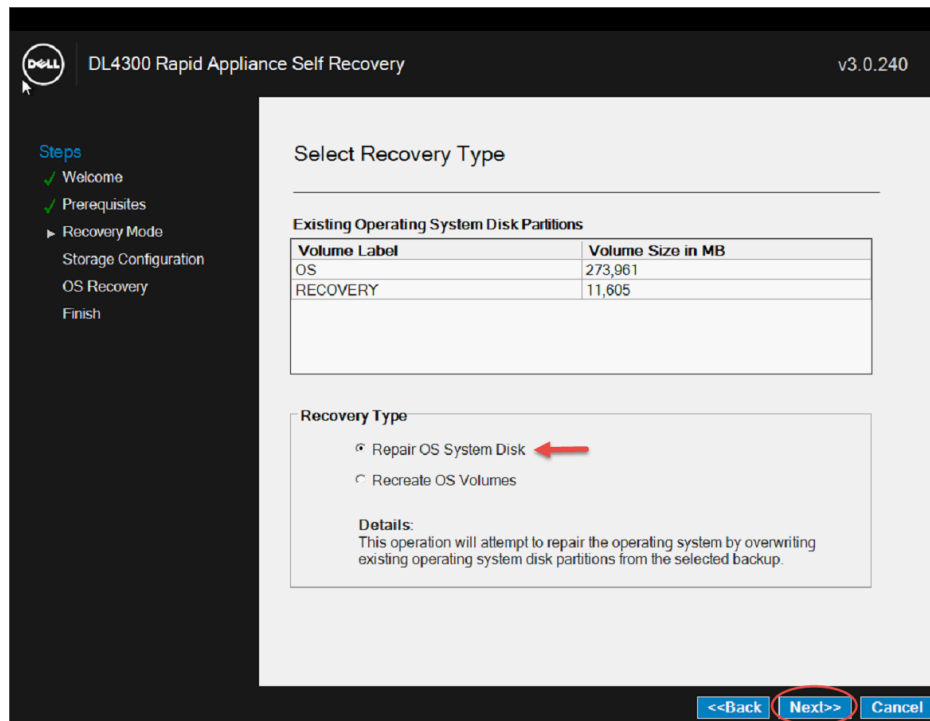 DELL
DL4300 Rapid Appliance Self Recovery
v3.0.240
Steps
Welcome
Prerequisites
Recovery Mode
Storage Configuration
OS Recovery
Finish
Select Recovery Type
Existing Operating System Disk Partitions
Volume Label Volume Size in MB
OS 273,961
RECOVERY 11,605
Recovery Type
Repair OS System Disk
Recreate OS Volumes
Details:
This operation will attempt to repair the operating system by overwriting
existing operating system disk partitions from the selected backup.
<<Back Next>> Cancel